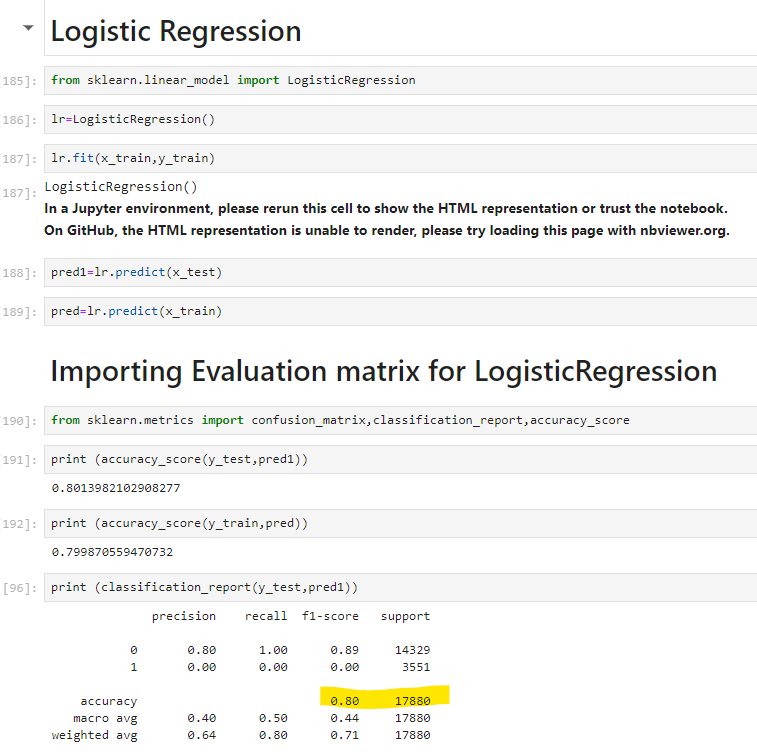 Logistic Regression
185]: from sklearn.linear_model import LogisticRegression
186]: lr=LogisticRegression()
187]: lr.fit(x_train,y_train)
187]: LogisticRegression()
In a Jupyter environment, please rerun this cell to show the HTML representation or trust the notebook.
On GitHub, the HTML representation is unable to render, please try loading this page with nbviewer.org.
188]: pred1=lr.predict(x_test)
189]: pred=lr.predict(x_train)
Importing Evaluation matrix for LogisticRegression
190]: from sklearn.metrics import confusion_matrix,classification_report,accuracy_score
191]: print (accuracy_score(y_test,pred1))
0.8013982102908277
192]: print (accuracy_score(y_train,pred))
0.799870559470732
[96]: print (classification_report(y_test,pred1))
precision recall f1-score support
0 0.80 1.00 0.89 14329
1 0.00 0.00 0.00 3551
accuracy 0.80 17880
macro avg 0.40 0.50 0.44 17880
weighted avg 0.64 0.80 0.71 17880